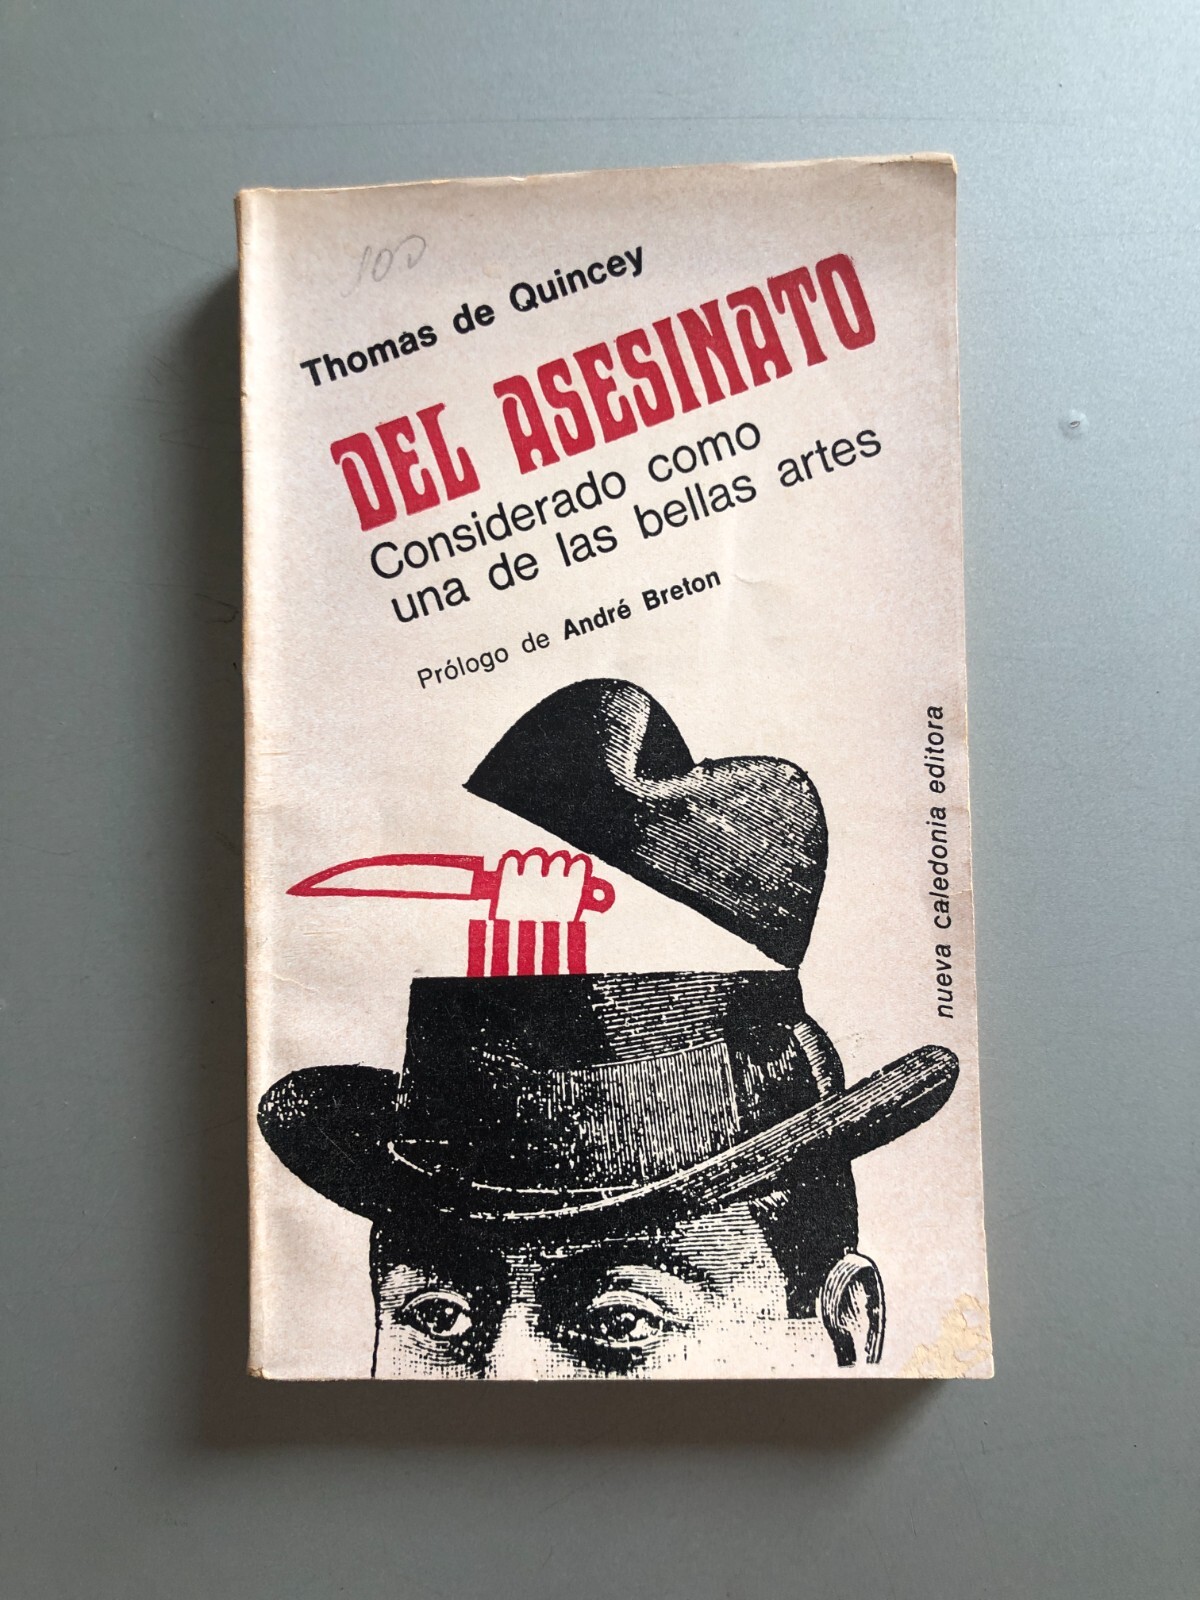 100
Thomas de Quincey
DEL ASESINATO
Considerado como
una de las bellas artes
Prólogo de André Breton
nueva caledonia editora